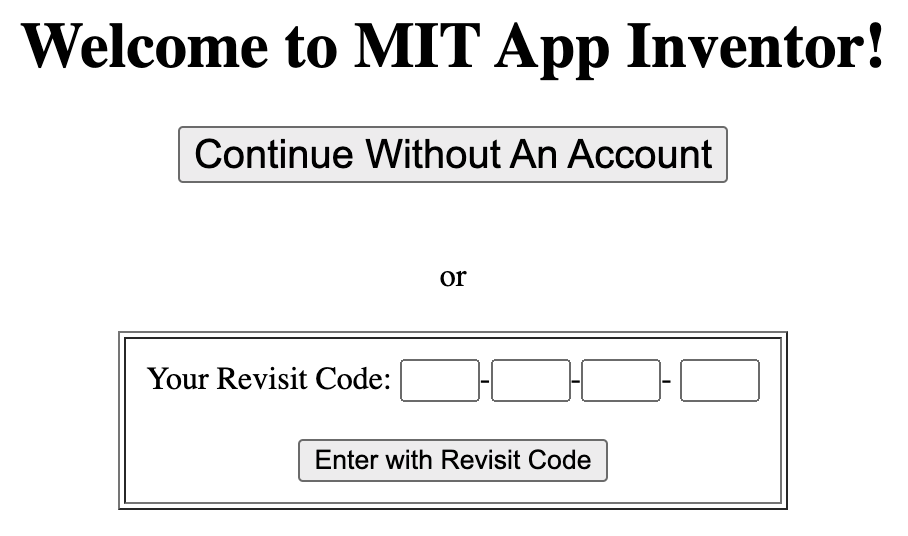 Welcome to MIT App Inventor!
Continue Without An Account
or
Your Revisit Code: - - -
Enter with Revisit Code